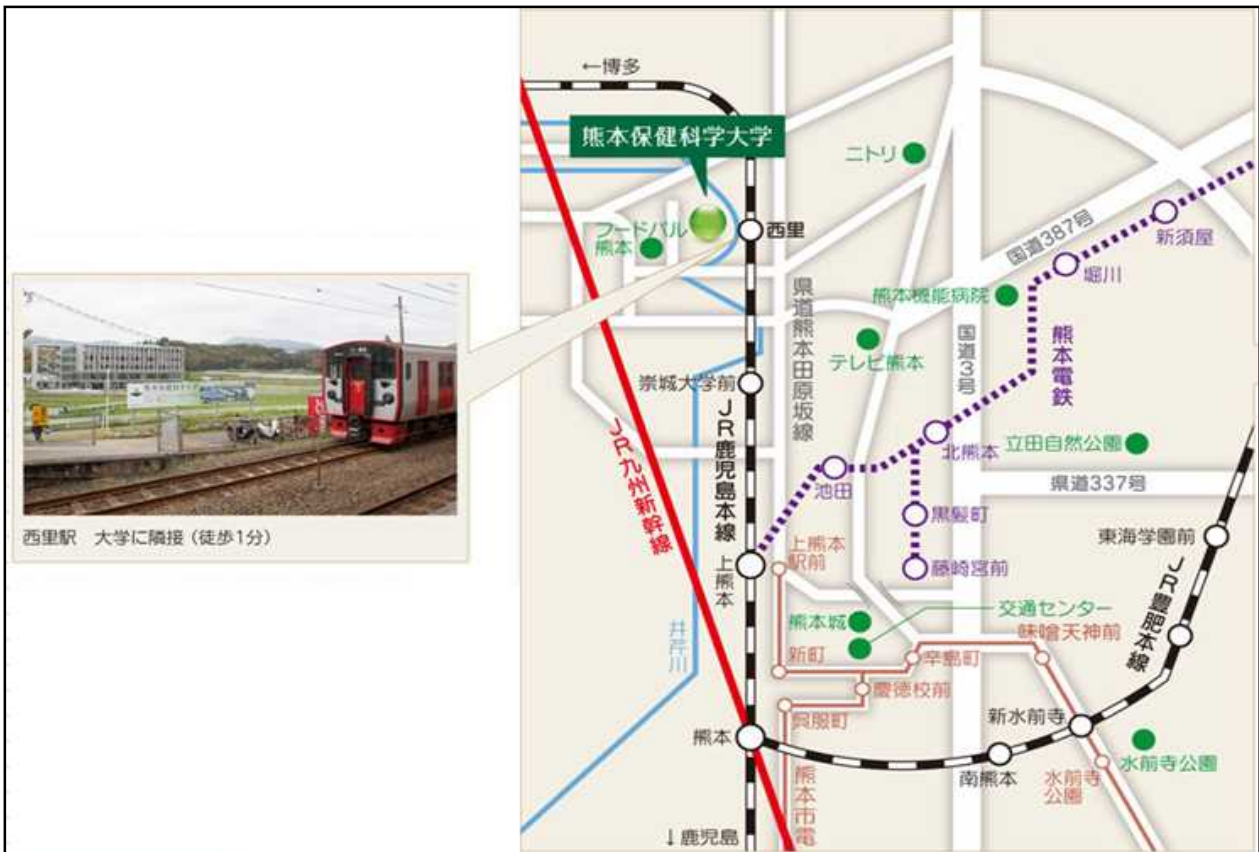 ←博多
熊本保健科学大学
ニトリ
フードパル
熊本
西里
新須屋
国道387号
堀川
熊本機能病院
県道熊本田原坂線
国道3号
熊本電鉄
テレビ熊本
崇城大学前
JR鹿児島本線
JR九州新幹線
北熊本
立田自然公園
池田
県道337号
黒髪町
東海学園前
西里駅 大学に隣接(徒歩1分)
上熊本
上熊本
駅前
藤崎宮前
JR豊肥本線
熊本城
交通センター
味噌天神前
井芹川
新町
辛島町
慶徳校前
呉服町
新水前寺
熊本
南熊本
水前寺
公園
水前寺公園
熊本市電
↓鹿児島